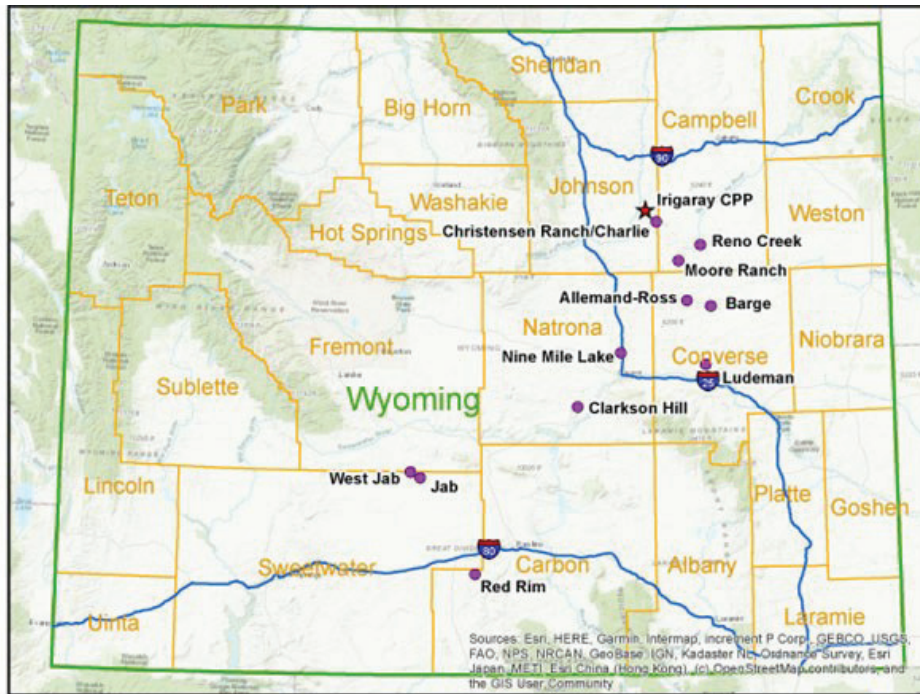 Sheridan
Park
Big Horn
Crook
Campbell
90
Teton
Johnson
Irigaray CPP
Washakie
Weston
Hot Springs
Christensen Ranch/Charlie
Reno Creek
Moore Ranch
Allemand-Ross
Barge
Natrona
Niobrara
Fremont
Nine Mile Lake
Converse
Sublette
Ludeman
25
Wyoming
Clarkson Hill
West Jab
Jab
Lincoln
Platte
Goshen
80
Sweetwater
Carbon
Albany
Red Rim
Uinta
Laramie
Sources: Esri, HERE, Garmin, Intermap, increment P Corp., GEBCO, USGS,
FAO, NPS, NRCAN, GeoBase, IGN, Kadaster NL, Ordnance Survey, Esri
Japan, METI, Esri China (Hong Kong), (c) OpenStreetMap contributors, and
the GIS User Community